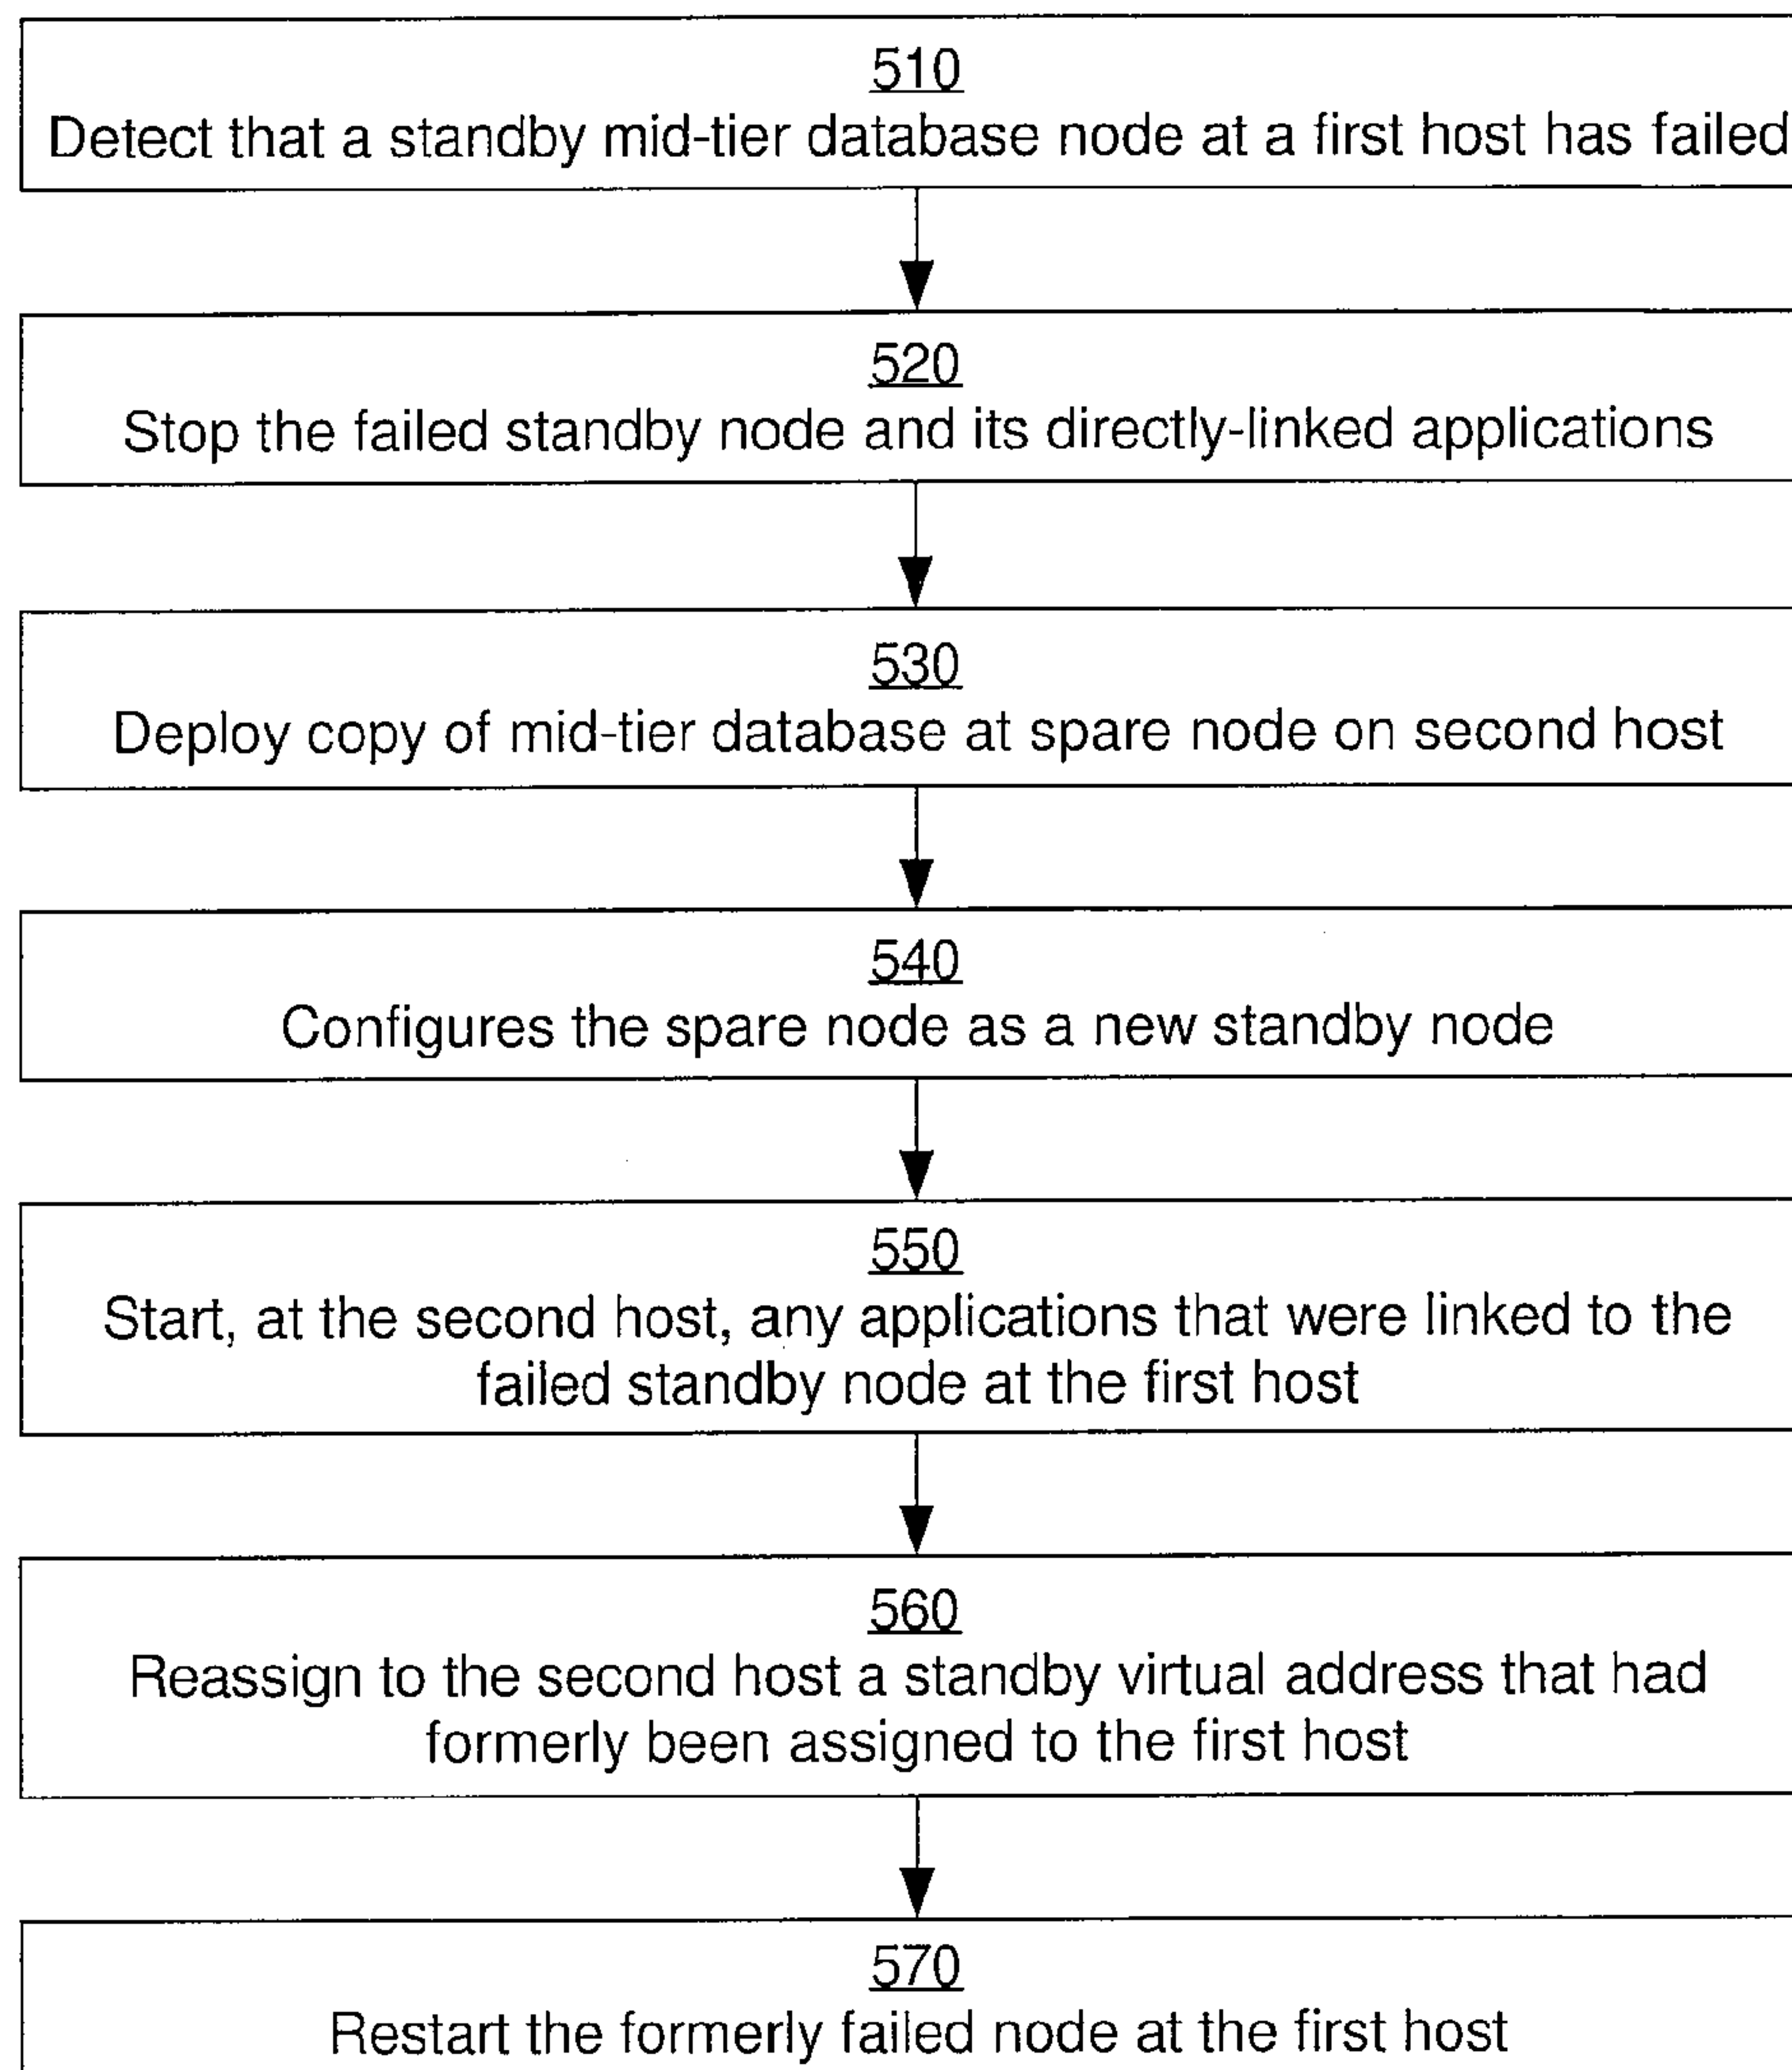 510
Detect that a standby mid-tier database node at a first host has failed
520
Stop the failed standby node and its directly-linked applications
530
Deploy copy of mid-tier database at spare node on second host
540
Configures the spare node as a new standby node
550
Start, at the second host, any applications that were linked to the
failed standby node at the first host
560
Reassign to the second host a standby virtual address that had
formerly been assigned to the first host
570
Restart the formerly failed node at the first host